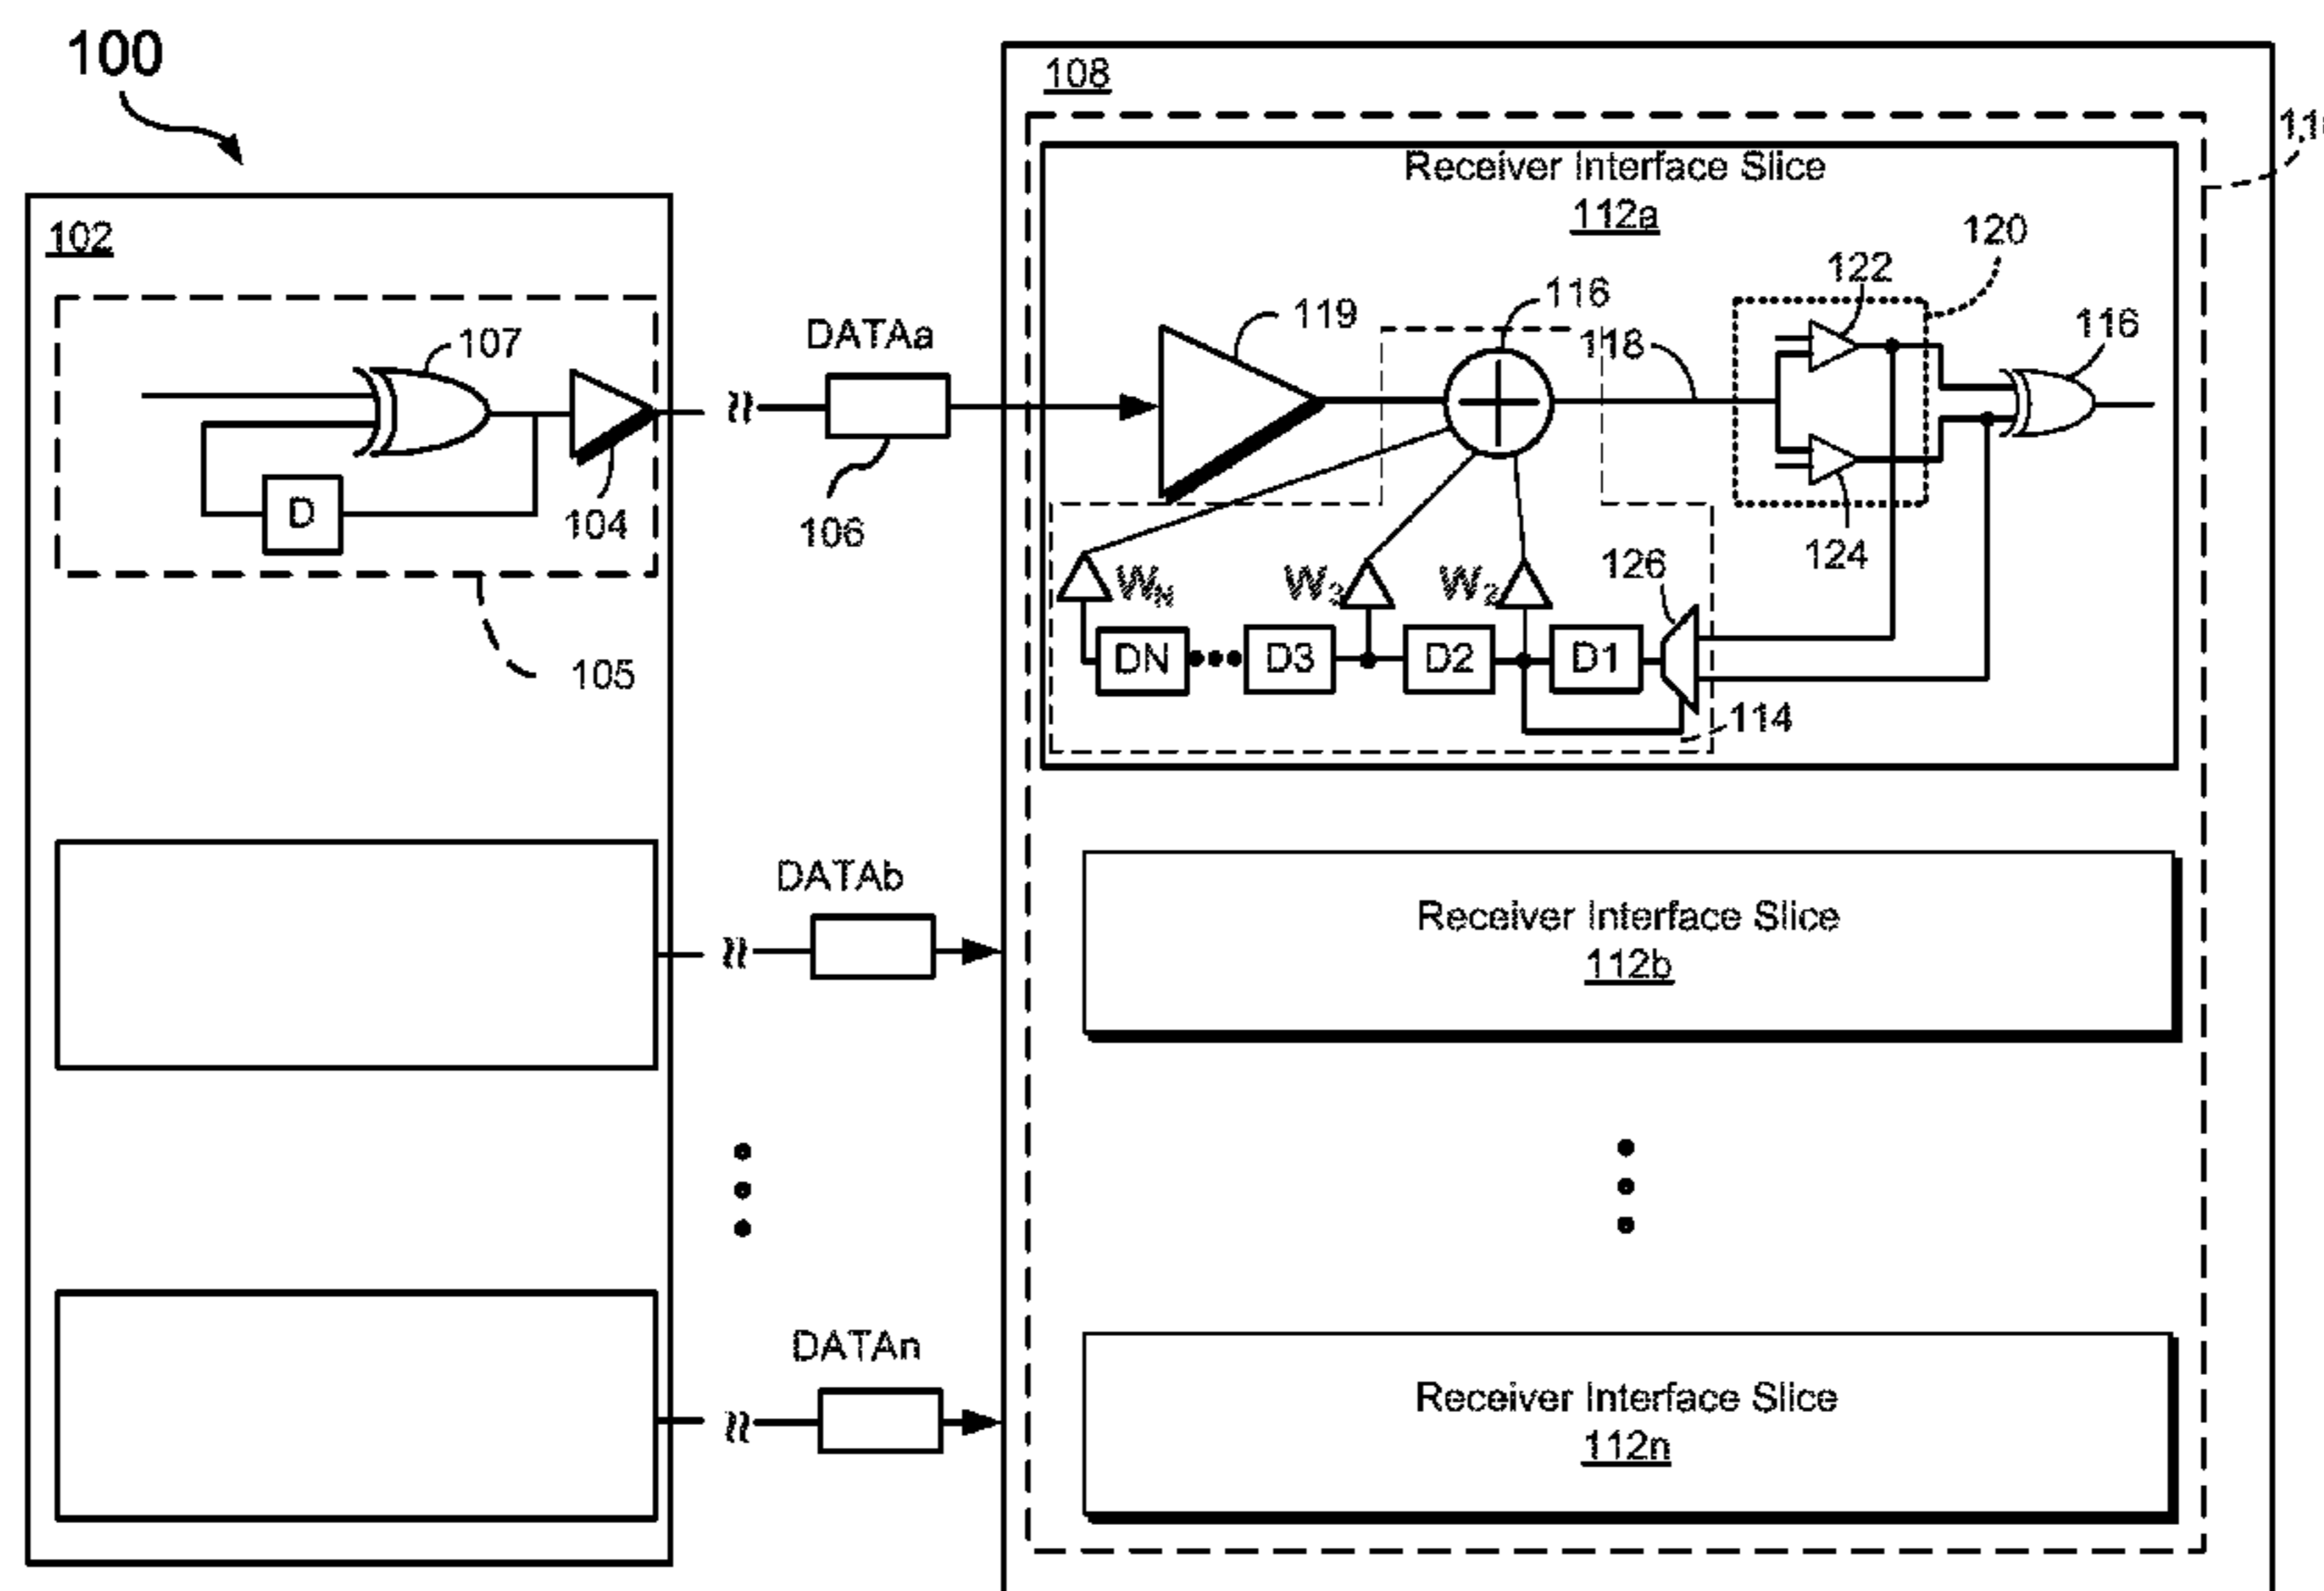 100
108
Receiver Interface Slice
112a
102
107
D
104
105
DATAa
106
119
116
118
120
122
124
116
126
WN
W3
W2
DN
D3
D2
D1
114
DATAb
Receiver Interface Slice
112b
DATAn
Receiver Interface Slice
112n